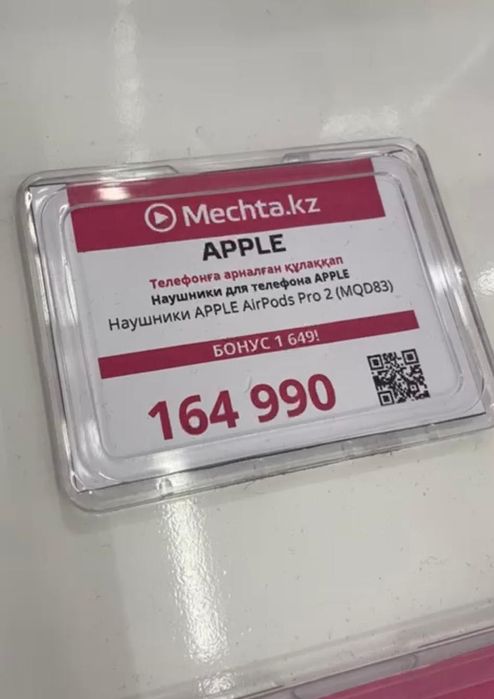 Mechta.kz
APPLE
Телефонға арналған құлаққап
Наушники для телефона APPLE
Наушники APPLE AirPods Pro 2 (MQD83)
БОНУС 1 649!
164 990